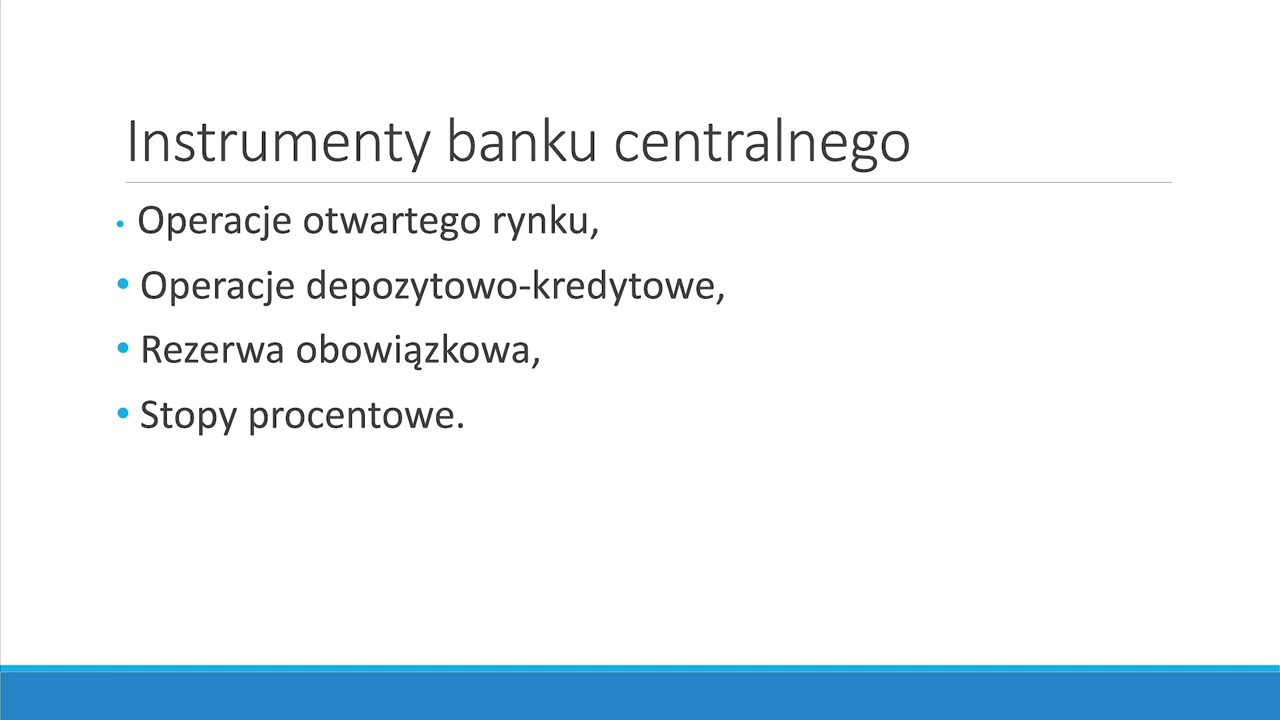 Instrumenty banku centralnego
• Operacje otwartego rynku,
• Operacje depozytowo-kredytowe,
• Rezerwa obowiązkowa,
• Stopy procentowe.